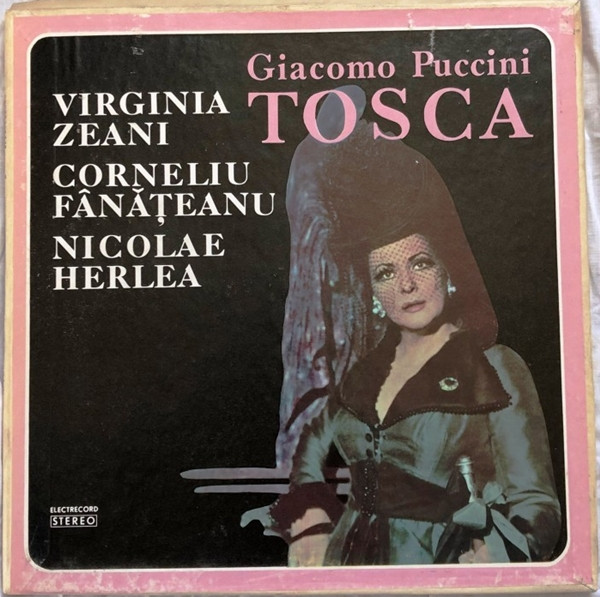 Giacomo Puccini
TOSCA
VIRGINIA
ZEANI
CORNELIU
FÂNĂȚEANU
NICOLAE
HERLEA
ELECTRECORD
STEREO